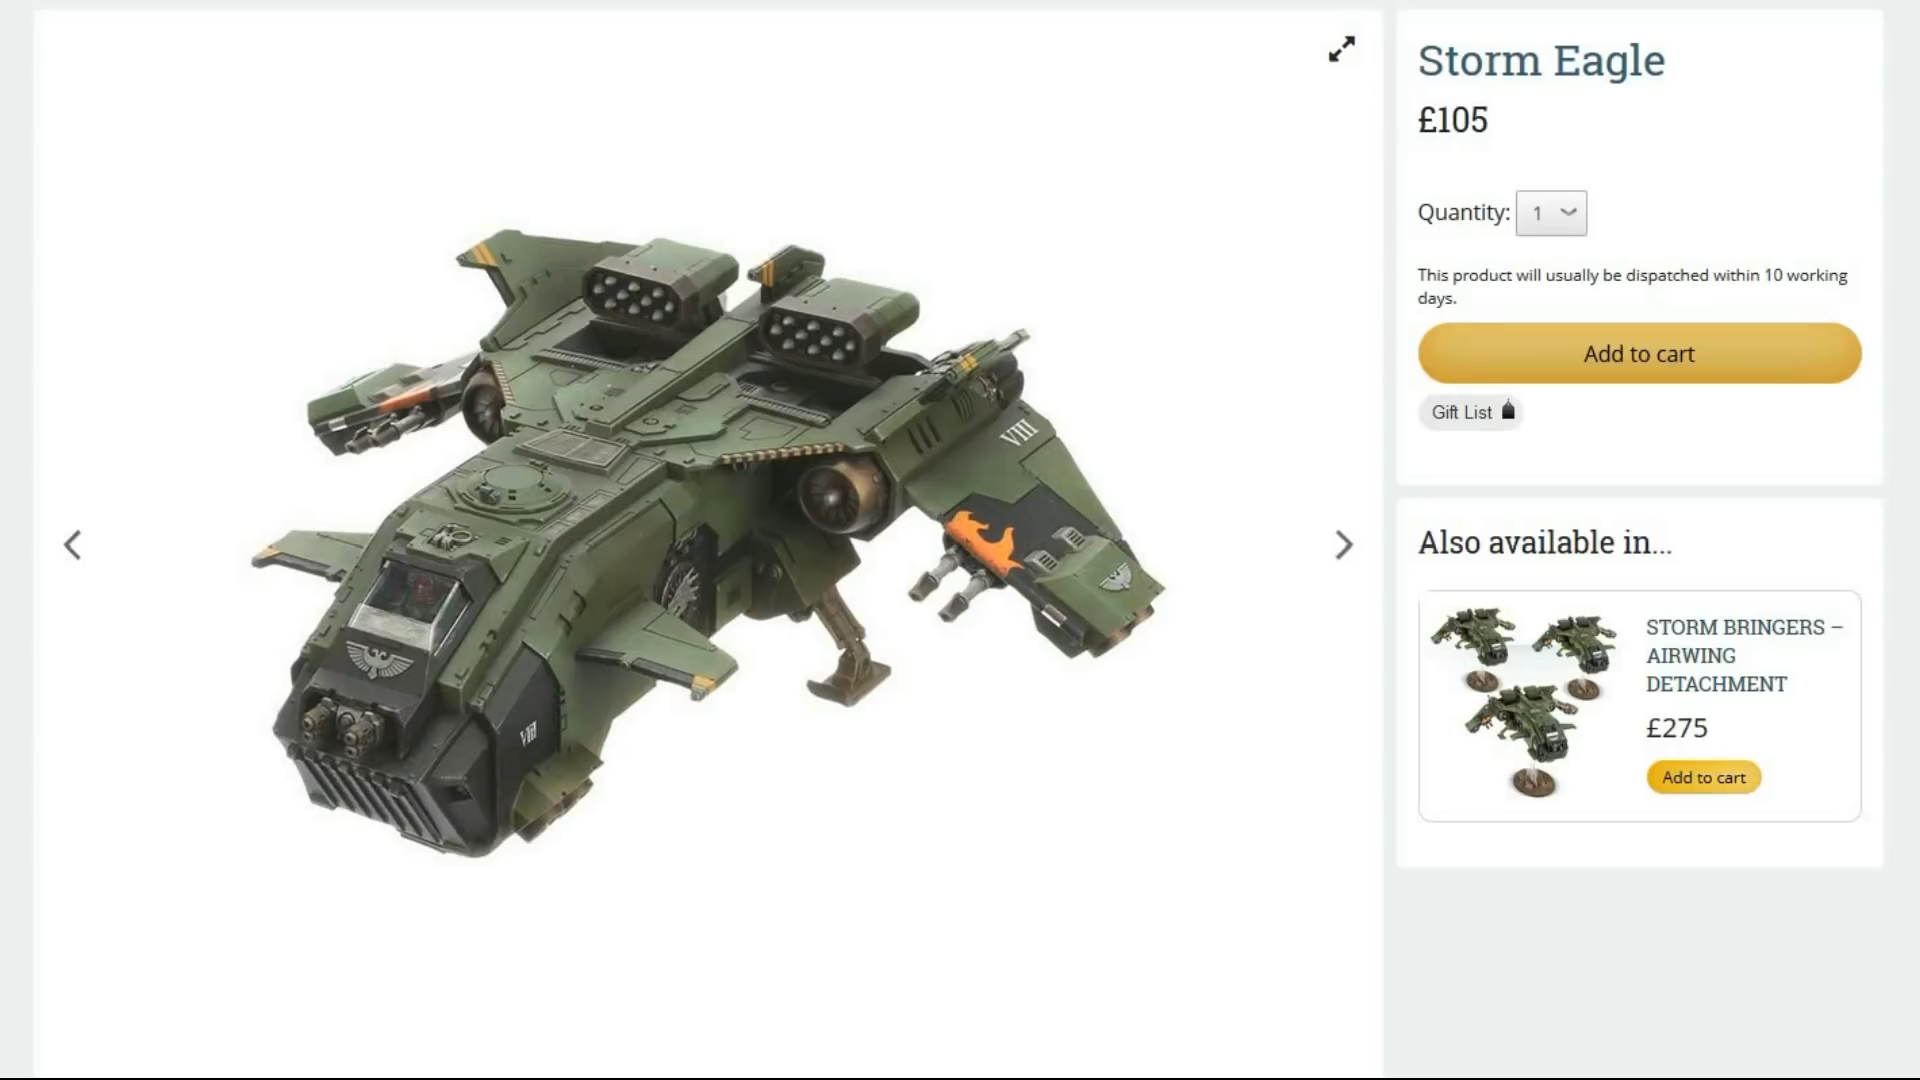 Storm Eagle
£105
Quantity: 1
This product will usually be dispatched within 10 working
days.
Add to cart
Gift List
Also available in...
STORM BRINGERS –
AIRWING
DETACHMENT
£275
Add to cart
VIII
VIII